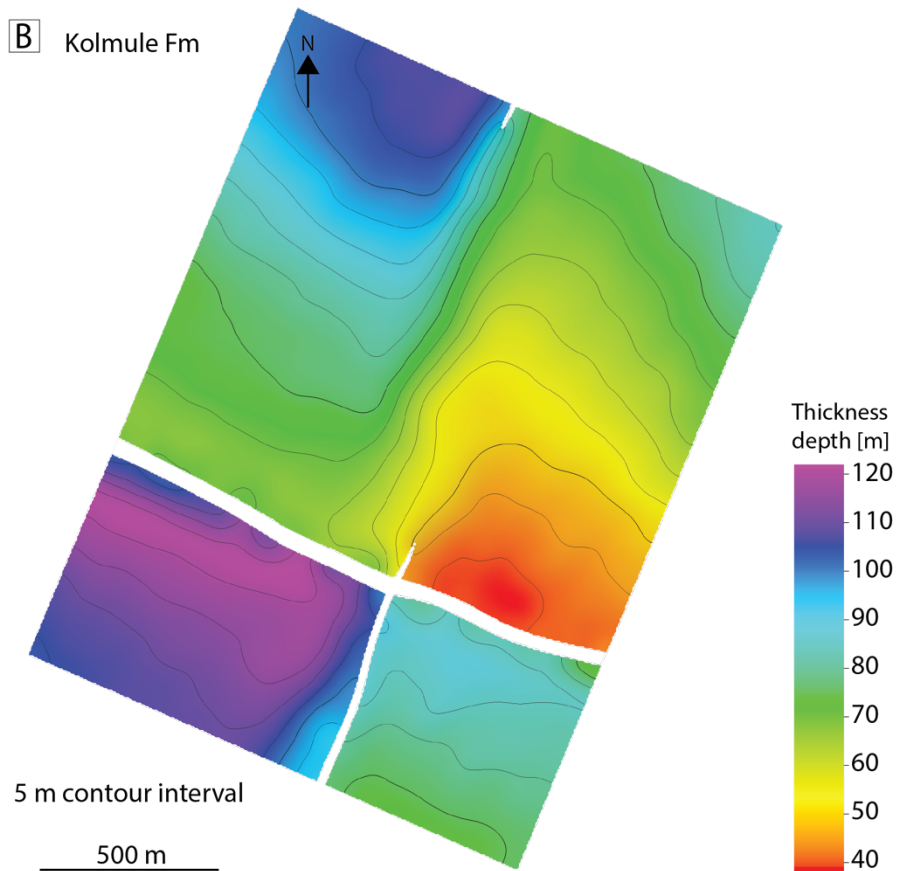 B
Kolmule Fm
N
Thickness
depth [m]
120
110
100
90
80
70
60
50
40
5 m contour interval
500 m